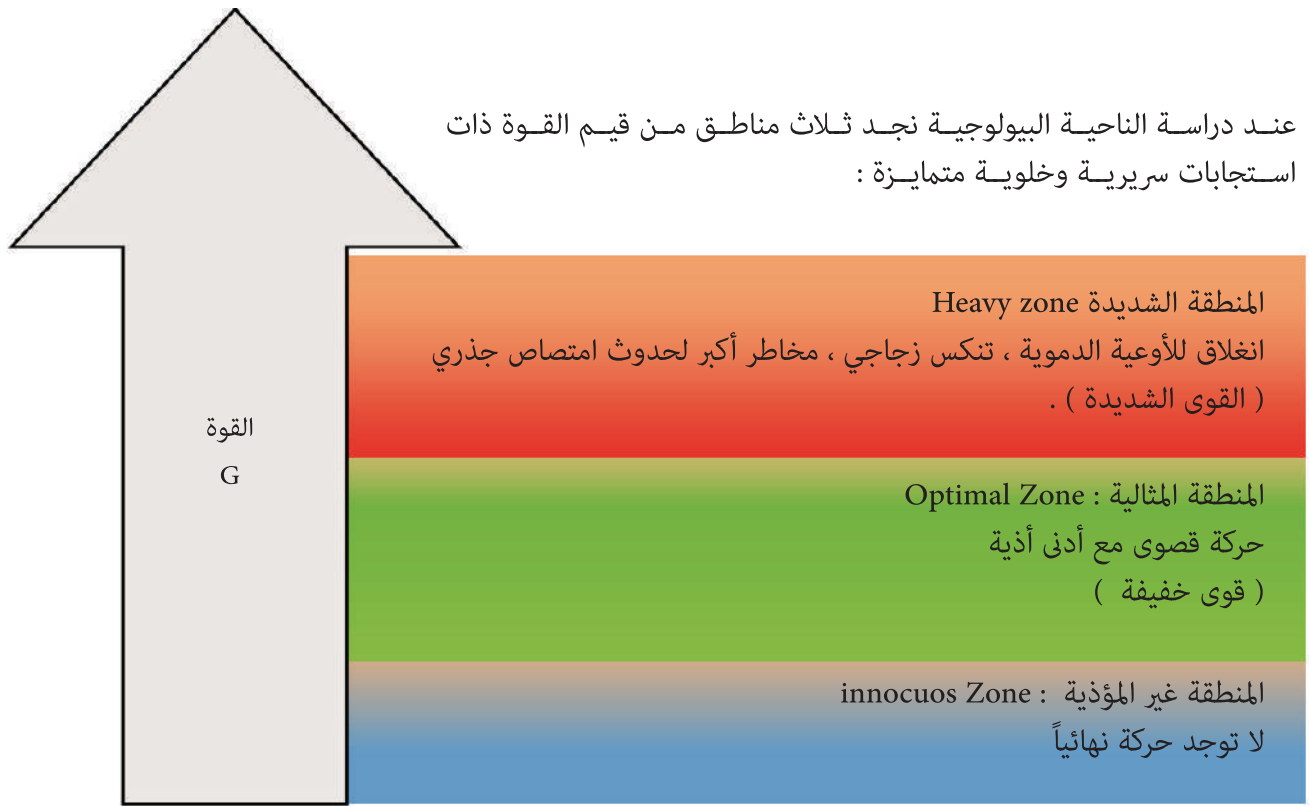 عند دراسة الناحية البيولوجية نجد ثلاث مناطق من قيم القوة ذات
استجابات سريرية وخلوية متمايزة :
المنطقة الشديدة Heavy zone
انغلاق للأوعية الدموية ، تنكس زجاجي ، مخاطر أكبر لحدوث امتصاص جذري
( القوى الشديدة ) .
القوة
G
المنطقة المثالية : Optimal Zone
حركة قصوى مع أدنى أذية
( قوى خفيفة )
المنطقة غير المؤذية : innocuos Zone
لا توجد حركة نهائياً